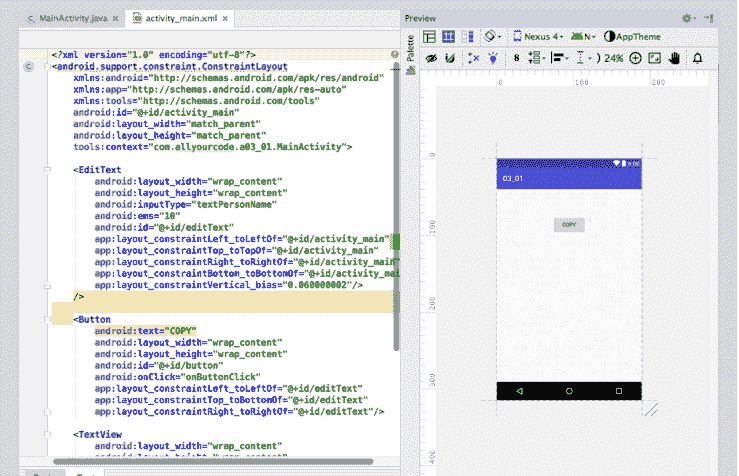 MainActivity.java
activity_main.xml
<?xml version="1.0" encoding="utf-8"?>
<android.support.constraint.ConstraintLayout
xmlns:android="http://schemas.android.com/apk/res/android"
xmlns:app="http://schemas.android.com/apk/res-auto"
xmlns:tools="http://schemas.android.com/tools"
android:id="@+id/activity_main"
android:layout_width="match_parent"
android:layout_height="match_parent"
tools:context="com.allyourcode.a03_01.MainActivity">
<EditText
android:layout_width="wrap_content"
android:layout_height="wrap_content"
android:inputType="textPersonName"
android:ems="10"
android:id="@+id/editText"
app:layout_constraintLeft_toLeftOf="@+id/activity_main"
app:layout_constraintTop_toTopOf="@+id/activity_main"
app:layout_constraintRight_toRightOf="@+id/activity_main"
app:layout_constraintBottom_toBottomOf="@+id/activity_main
app:layout_constraintVertical_bias="0.060000002"/>
/>
<Button
android:text="COPY"
android:layout_width="wrap_content"
android:layout_height="wrap_content"
android:id="@+id/button"
android:onClick="onButtonClick"
app:layout_constraintLeft_toLeftOf="@+id/editText"
app:layout_constraintTop_toBottomOf="@+id/editText"
app:layout_constraintRight_toRightOf="@+id/editText"/>
<TextView
android:layout_width="wrap_content"
Preview
Palette
Nexus 4
N
AppTheme
8
24%
0
100
200
0
100
200
300
400
03_01
COPY